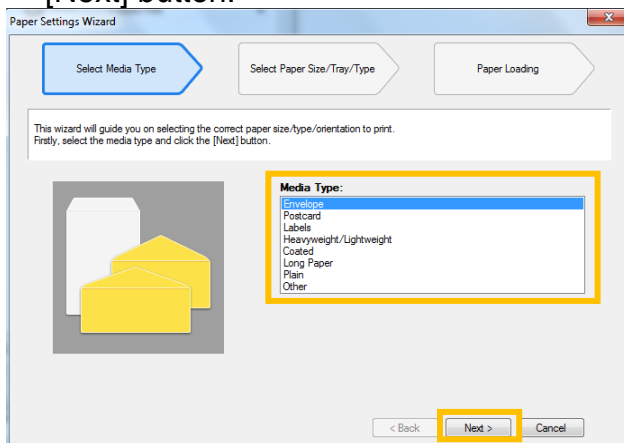 [Next] button.
Paper Settings Wizard
Select Media Type
Select Paper Size/Tray/Type
Paper Loading
This wizard will guide you on selecting the correct paper size/type/orientation to print.
Firstly, select the media type and click the [Next] button.
Media Type:
Envelope
Postcard
Labels
Heavyweight/Lightweight
Coated
Long Paper
Plain
Other
< Back Next > Cancel